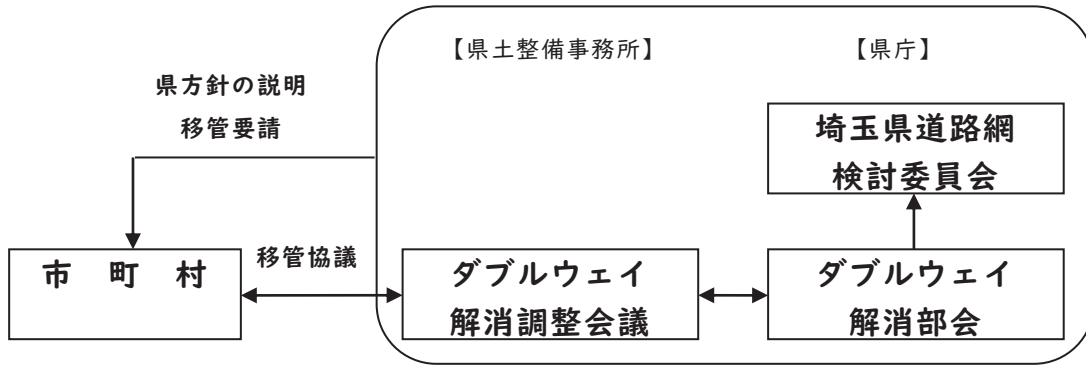 【県土整備事務所】
【県庁】
県方針の説明
移管要請
埼玉県道路網
検討委員会
市 町 村
移管協議
ダブルウェイ
解消調整会議
ダブルウェイ
解消部会